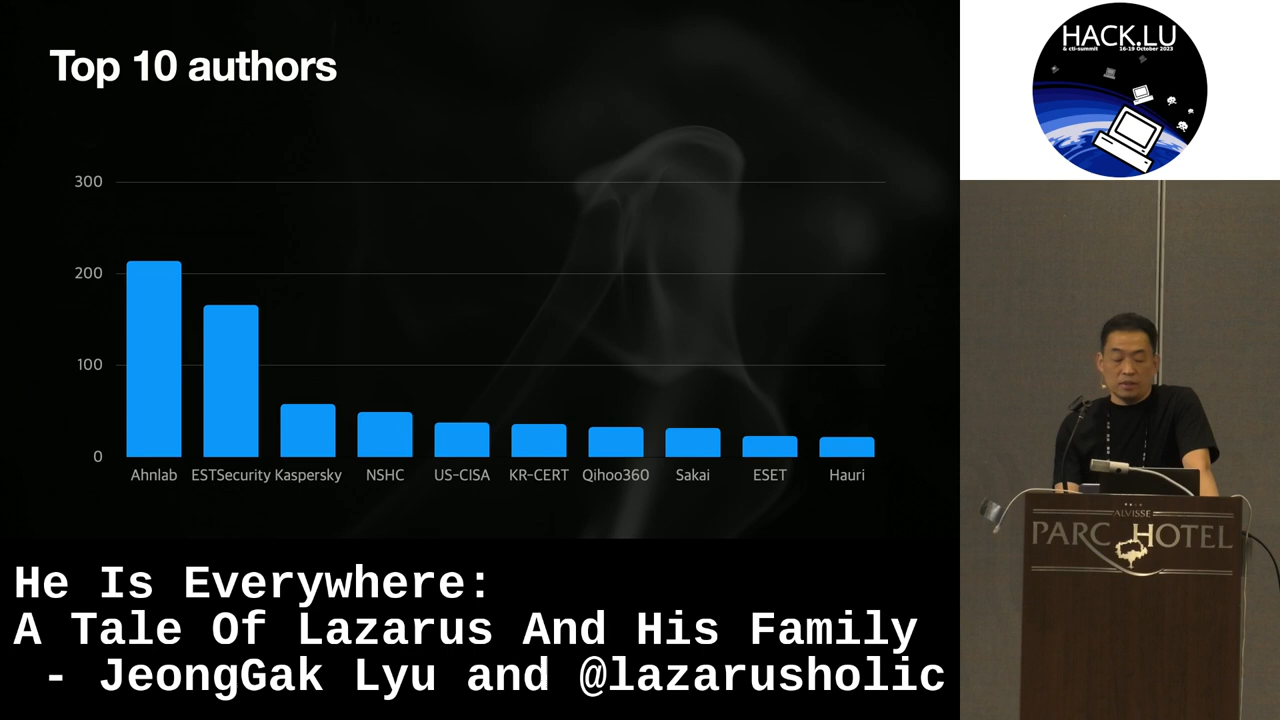 Top 10 authors
300
200
100
0
Ahnlab ESTSecurity Kaspersky NSHC US-CISA KR-CERT Qihoo360 Sakai ESET Hauri
He Is Everywhere:
A Tale Of Lazarus And His Family
- JeongGak Lyu and @lazarusholic
HACK.LU
& cti-summit 16-19 October 2023
ALVISSE
PARC HOTEL